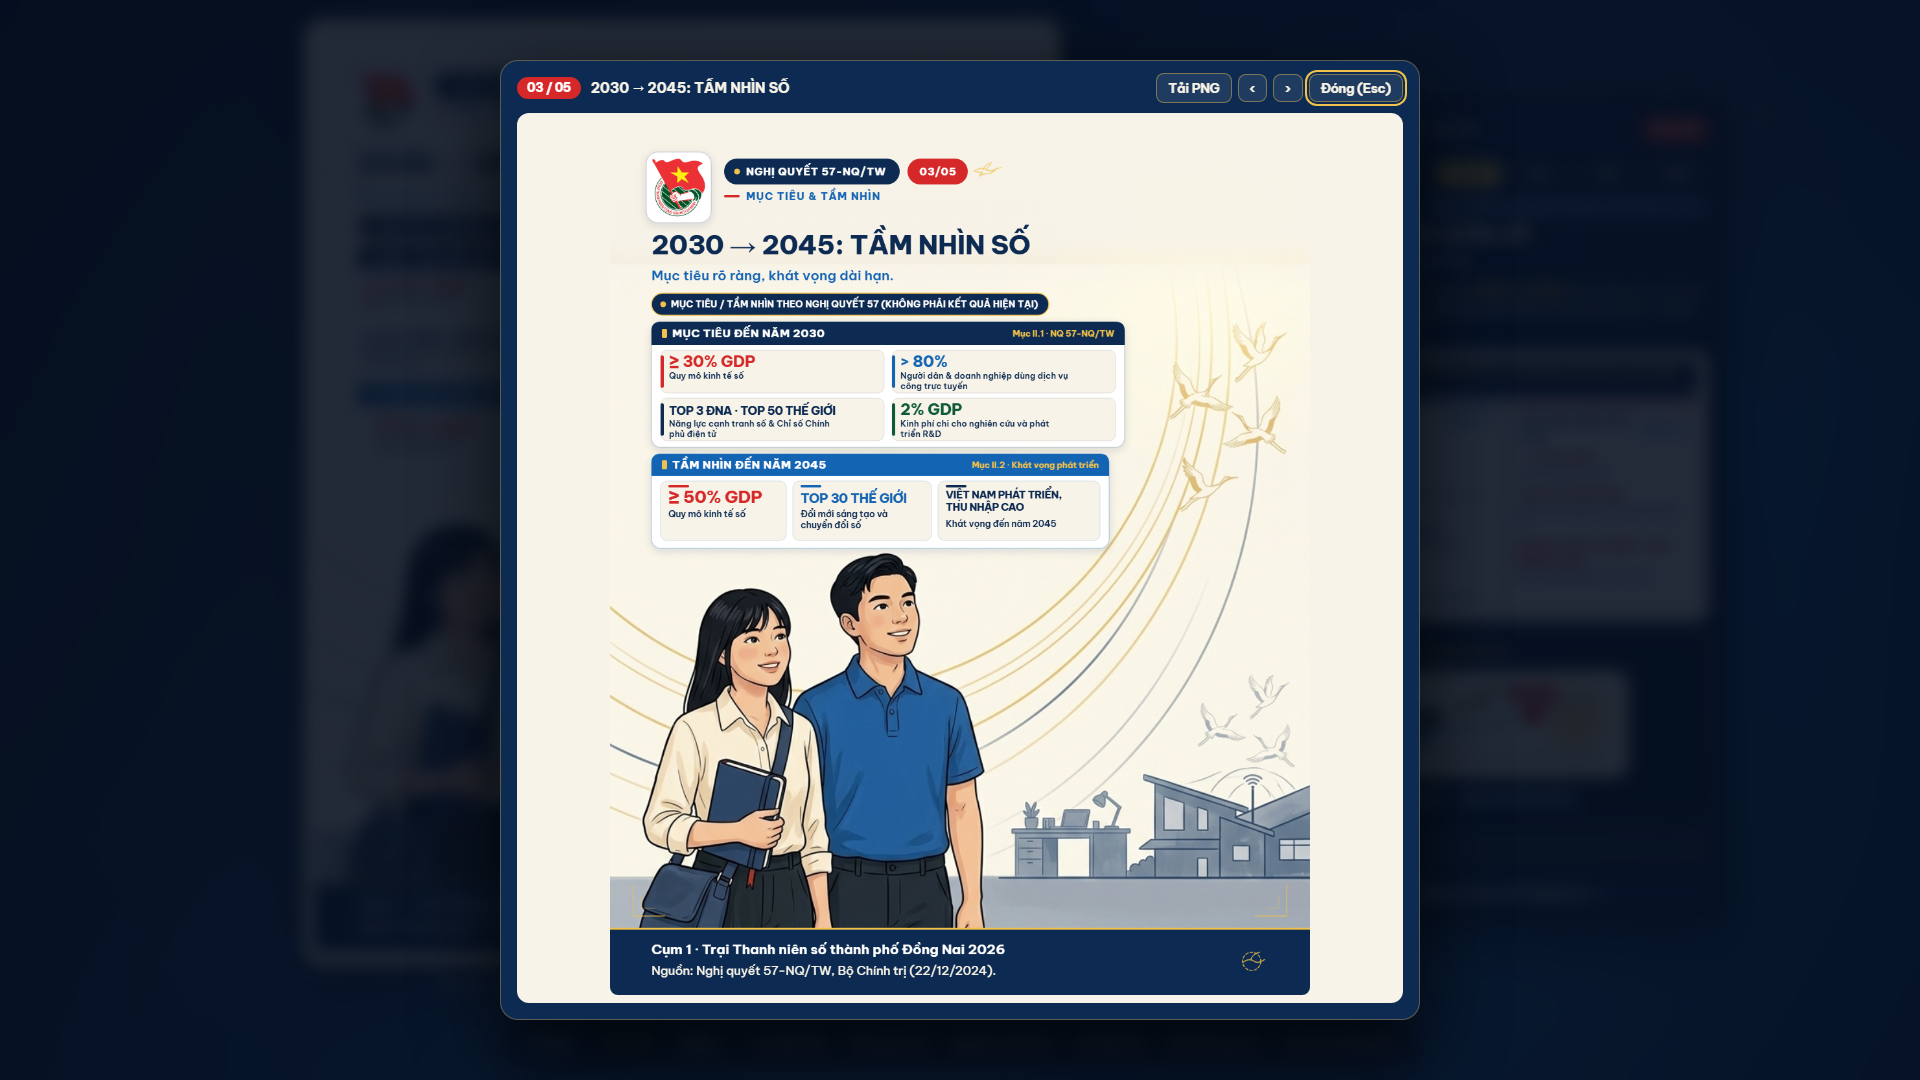 03 / 05 2030 → 2045: TẦM NHÌN SỐ
Tải PNG ‹ › Đóng (Esc)
NGHỊ QUYẾT 57-NQ/TW 03/05
MỤC TIÊU & TẦM NHÌN
2030 → 2045: TẦM NHÌN SỐ
Mục tiêu rõ ràng, khát vọng dài hạn.
MỤC TIÊU / TẦM NHÌN THEO NGHỊ QUYẾT 57 (KHÔNG PHẢI KẾT QUẢ HIỆN TẠI)
MỤC TIÊU ĐẾN NĂM 2030 Mục II.1 · NQ 57-NQ/TW
≥ 30% GDP
Quy mô kinh tế số
> 80%
Người dân & doanh nghiệp dùng dịch vụ
công trực tuyến
TOP 3 ĐNA · TOP 50 THẾ GIỚI
Năng lực cạnh tranh số & Chỉ số Chính
phủ điện tử
2% GDP
Kinh phí chi cho nghiên cứu và phát
triển R&D
TẦM NHÌN ĐẾN NĂM 2045 Mục II.2 · Khát vọng phát triển
≥ 50% GDP
Quy mô kinh tế số
TOP 30 THẾ GIỚI
Đổi mới sáng tạo và
chuyển đổi số
VIỆT NAM PHÁT TRIỂN,
THU NHẬP CAO
Khát vọng đến năm 2045
Cụm 1 · Trại Thanh niên số thành phố Đồng Nai 2026
Nguồn: Nghị quyết 57-NQ/TW, Bộ Chính trị (22/12/2024).